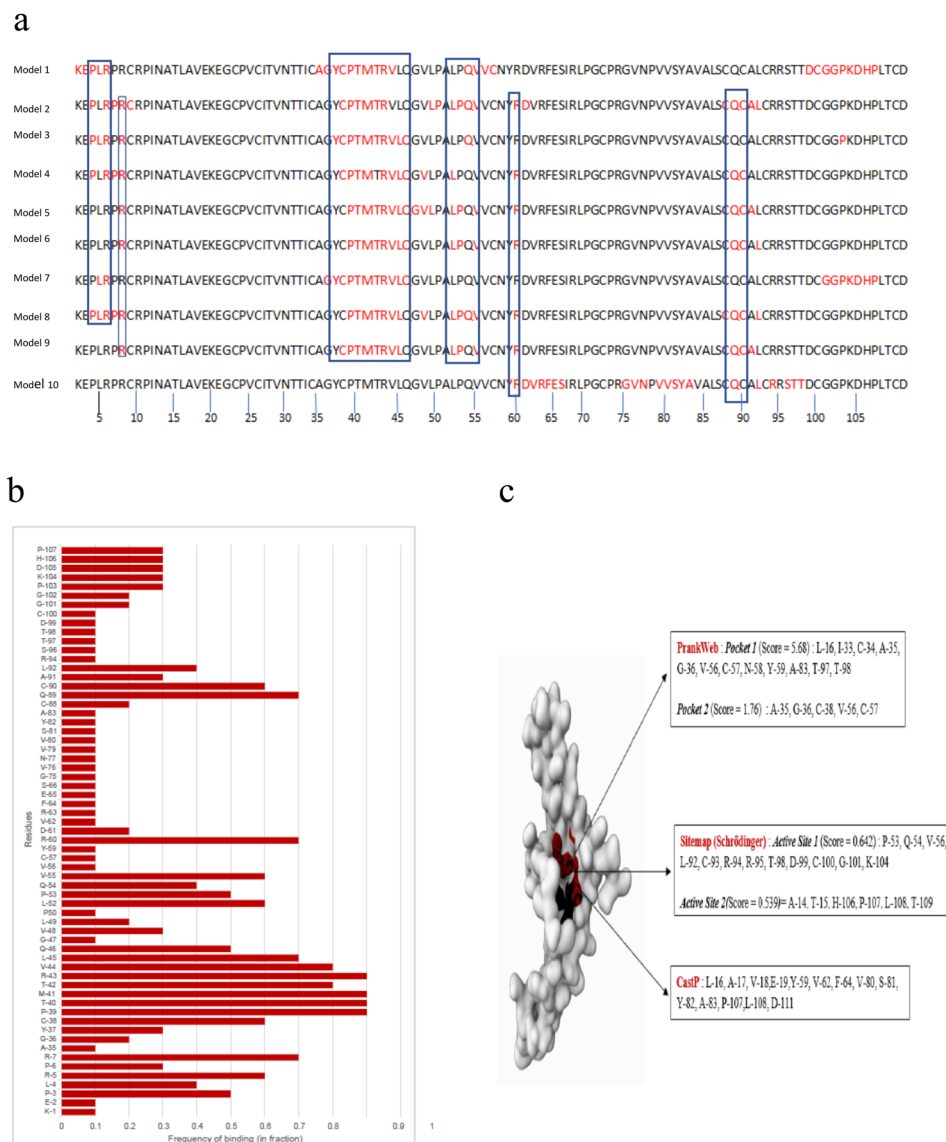 a
Model 1 KEPLRPRCRPINATLAVEKEGCPVCITVNTTICAGYCPTMTRVLQGVLPALPQVVCNYRDVRFESIRLPGCPRGVNPVVSYAVALSCQCALCRRSTTDCGGPKDHPLTCD
Model 2 KEPLRPRCRPINATLAVEKEGCPVCITVNTTICAGYCPTMTRVLQGVLPALPQVVCNYRDVRFESIRLPGCPRGVNPVVSYAVALSCQCALCRRSTTDCGGPKDHPLTCD
Model 3 KEPLRPRCRPINATLAVEKEGCPVCITVNTTICAGYCPTMTRVLQGVLPALPQVVCNYRDVRFESIRLPGCPRGVNPVVSYAVALSCQCALCRRSTTDCGGPKDHPLTCD
Model 4 KEPLRPRCRPINATLAVEKEGCPVCITVNTTICAGYCPTMTRVLQGVLPALPQVVCNYRDVRFESIRLPGCPRGVNPVVSYAVALSCQCALCRRSTTDCGGPKDHPLTCD
Model 5 KEPLRPRCRPINATLAVEKEGCPVCITVNTTICAGYCPTMTRVLQGVLPALPQVVCNYRDVRFESIRLPGCPRGVNPVVSYAVALSCQCALCRRSTTDCGGPKDHPLTCD
Model 6 KEPLRPRCRPINATLAVEKEGCPVCITVNTTICAGYCPTMTRVLQGVLPALPQVVCNYRDVRFESIRLPGCPRGVNPVVSYAVALSCQCALCRRSTTDCGGPKDHPLTCD
Model 7 KEPLRPRCRPINATLAVEKEGCPVCITVNTTICAGYCPTMTRVLQGVLPALPQVVCNYRDVRFESIRLPGCPRGVNPVVSYAVALSCQCALCRRSTTDCGGPKDHPLTCD
Model 8 KEPLRPRCRPINATLAVEKEGCPVCITVNTTICAGYCPTMTRVLQGVLPALPQVVCNYRDVRFESIRLPGCPRGVNPVVSYAVALSCQCALCRRSTTDCGGPKDHPLTCD
Model 9 KEPLRPRCRPINATLAVEKEGCPVCITVNTTICAGYCPTMTRVLQGVLPALPQVVCNYRDVRFESIRLPGCPRGVNPVVSYAVALSCQCALCRRSTTDCGGPKDHPLTCD
Model 10 KEPLRPRCRPINATLAVEKEGCPVCITVNTTICAGYCPTMTRVLQGVLPALPQVVCNYRDVRFESIRLPGCPRGVNPVVSYAVALSCQCALCRRSTTDCGGPKDHPLTCD
5 10 15 20 25 30 35 40 45 50 55 60 65 70 75 80 85 90 95 100 105
b
P-107
H-106
D-105
K-104
P-103
G-102
G-101
C-100
D-99
T-98
T-97
S-96
R-94
L-92
A-91
C-90
Q-89
C-88
A-83
Y-82
S-81
V-80
V-79
N-77
V-76
G-75
S-66
E-65
F-64
R-63
V-62
D-61
R-60
Y-59
C-57
V-56
V-55
Q-54
P-53
L-52
P50
L-49
V-48
G-47
Q-46
L-45
V-44
R-43
T-42
M-41
T-40
P-39
C-38
Y-37
G-36
A-35
R-7
P-6
R-5
L-4
P-3
E-2
K-1
Residues
0 0.1 0.2 0.3 0.4 0.5 0.6 0.7 0.8 0.9 1
Frequency of binding (in fraction)
c
PrankWeb : Pocket 1 (Score = 5.68) : L-16, I-33, C-34, A-35,
G-36, V-56, C-57, N-58, Y-59, A-83, T-97, T-98
Pocket 2 (Score = 1.76) : A-35, G-36, C-38, V-56, C-57
Sitemap (Schrödinger) : Active Site 1 (Score = 0.642) : P-53, Q-54, V-56,
L-92, C-93, R-94, R-95, T-98, D-99, C-100, G-101, K-104
Active Site 2(Score = 0.539)= A-14, T-15, H-106, P-107, L-108, T-109
CastP : L-16, A-17, V-18,E-19,Y-59, V-62, F-64, V-80, S-81,
Y-82, A-83, P-107,L-108, D-111